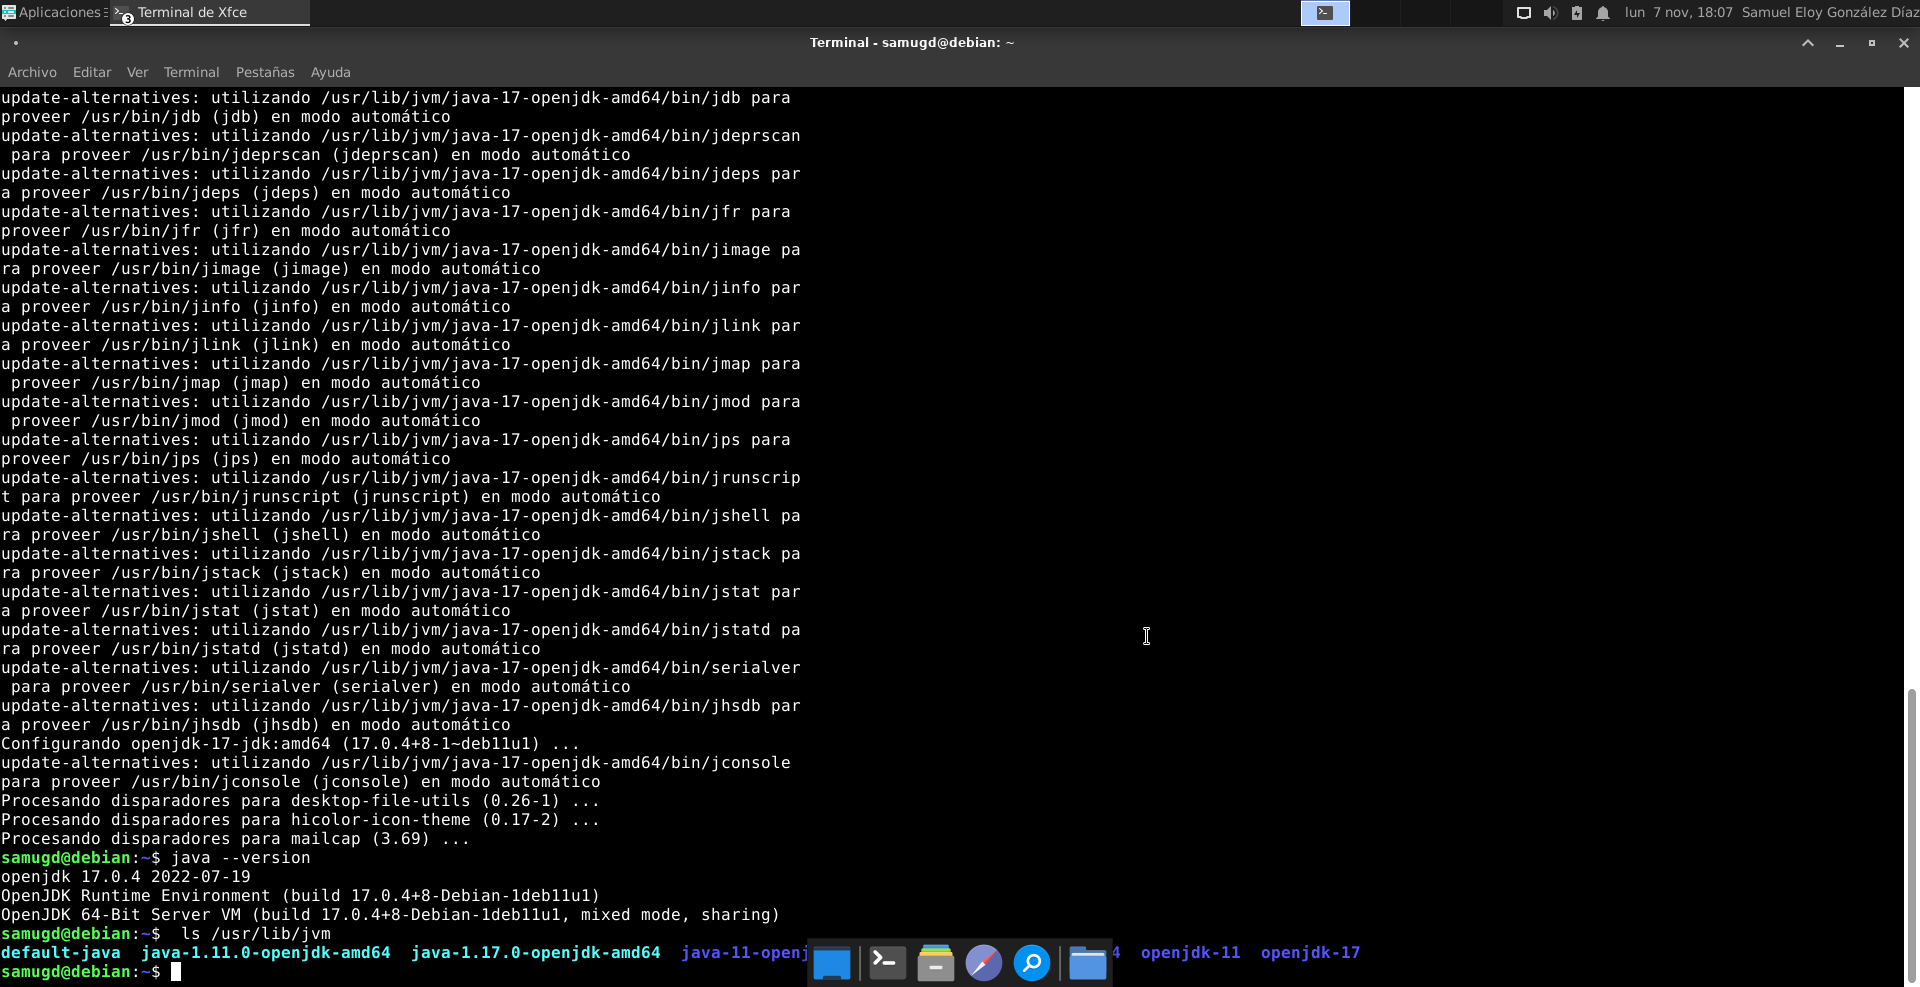 Aplicaciones
3
Terminal de Xfce
lun 7 nov, 18:07 Samuel Eloy González Díaz
Terminal - samugd@debian: ~
Archivo Editar Ver Terminal Pestañas Ayuda
update-alternatives: utilizando /usr/lib/jvm/java-17-openjdk-amd64/bin/jdb para
proveer /usr/bin/jdb (jdb) en modo automático
update-alternatives: utilizando /usr/lib/jvm/java-17-openjdk-amd64/bin/jdeprscan
 para proveer /usr/bin/jdeprscan (jdeprscan) en modo automático
update-alternatives: utilizando /usr/lib/jvm/java-17-openjdk-amd64/bin/jdeps par
a proveer /usr/bin/jdeps (jdeps) en modo automático
update-alternatives: utilizando /usr/lib/jvm/java-17-openjdk-amd64/bin/jfr para
proveer /usr/bin/jfr (jfr) en modo automático
update-alternatives: utilizando /usr/lib/jvm/java-17-openjdk-amd64/bin/jimage pa
ra proveer /usr/bin/jimage (jimage) en modo automático
update-alternatives: utilizando /usr/lib/jvm/java-17-openjdk-amd64/bin/jinfo par
a proveer /usr/bin/jinfo (jinfo) en modo automático
update-alternatives: utilizando /usr/lib/jvm/java-17-openjdk-amd64/bin/jlink par
a proveer /usr/bin/jlink (jlink) en modo automático
update-alternatives: utilizando /usr/lib/jvm/java-17-openjdk-amd64/bin/jmap para
 proveer /usr/bin/jmap (jmap) en modo automático
update-alternatives: utilizando /usr/lib/jvm/java-17-openjdk-amd64/bin/jmod para
 proveer /usr/bin/jmod (jmod) en modo automático
update-alternatives: utilizando /usr/lib/jvm/java-17-openjdk-amd64/bin/jps para
proveer /usr/bin/jps (jps) en modo automático
update-alternatives: utilizando /usr/lib/jvm/java-17-openjdk-amd64/bin/jrunscrip
t para proveer /usr/bin/jrunscript (jrunscript) en modo automático
update-alternatives: utilizando /usr/lib/jvm/java-17-openjdk-amd64/bin/jshell pa
ra proveer /usr/bin/jshell (jshell) en modo automático
update-alternatives: utilizando /usr/lib/jvm/java-17-openjdk-amd64/bin/jstack pa
ra proveer /usr/bin/jstack (jstack) en modo automático
update-alternatives: utilizando /usr/lib/jvm/java-17-openjdk-amd64/bin/jstat par
a proveer /usr/bin/jstat (jstat) en modo automático
update-alternatives: utilizando /usr/lib/jvm/java-17-openjdk-amd64/bin/jstatd pa
ra proveer /usr/bin/jstatd (jstatd) en modo automático
update-alternatives: utilizando /usr/lib/jvm/java-17-openjdk-amd64/bin/serialver
 para proveer /usr/bin/serialver (serialver) en modo automático
update-alternatives: utilizando /usr/lib/jvm/java-17-openjdk-amd64/bin/jhsdb par
a proveer /usr/bin/jhsdb (jhsdb) en modo automático
Configurando openjdk-17-jdk:amd64 (17.0.4+8-1~deb11u1) ...
update-alternatives: utilizando /usr/lib/jvm/java-17-openjdk-amd64/bin/jconsole
para proveer /usr/bin/jconsole (jconsole) en modo automático
Procesando disparadores para desktop-file-utils (0.26-1) ...
Procesando disparadores para hicolor-icon-theme (0.17-2) ...
Procesando disparadores para mailcap (3.69) ...
samugd@debian:~$ java --version
openjdk 17.0.4 2022-07-19
OpenJDK Runtime Environment (build 17.0.4+8-Debian-1deb11u1)
OpenJDK 64-Bit Server VM (build 17.0.4+8-Debian-1deb11u1, mixed mode, sharing)
samugd@debian:~$  ls /usr/lib/jvm
default-java java-1.11.0-openjdk-amd64 java-1.17.0-openjdk-amd64 java-11-openj 4 openjdk-11 openjdk-17
samugd@debian:~$